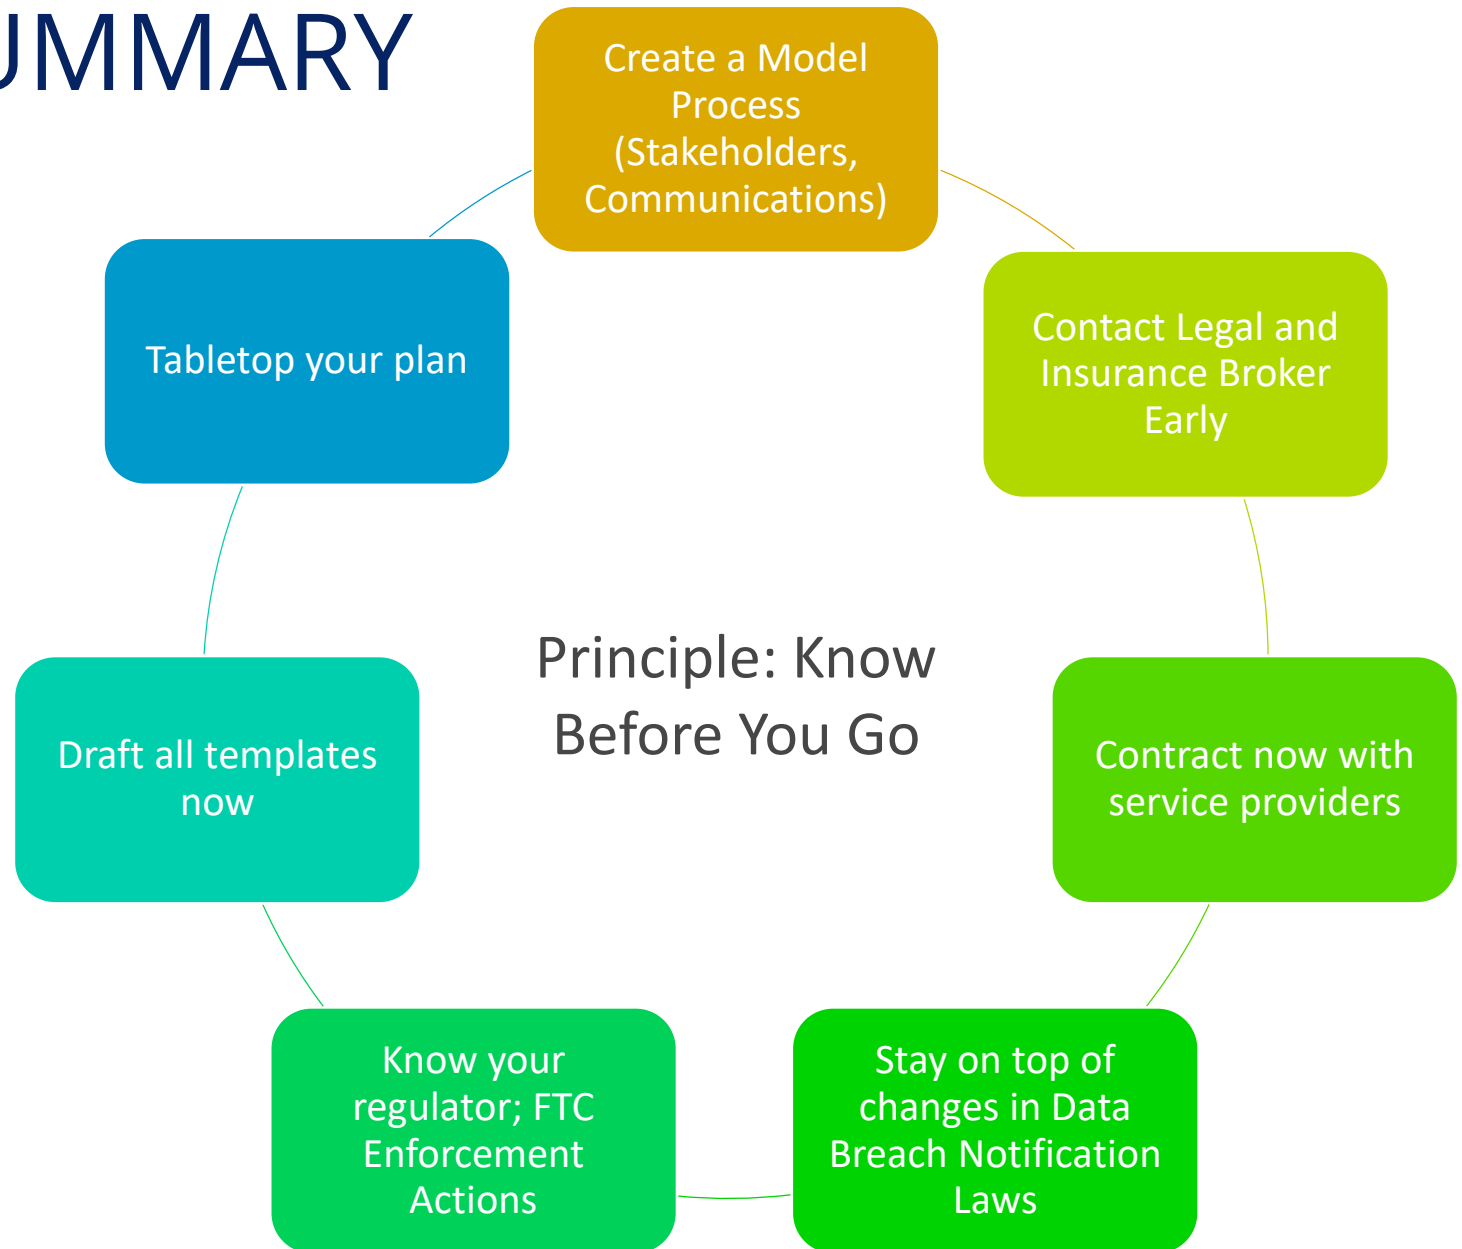 UMMARY
Create a Model
Process
(Stakeholders,
Communications)
Contact Legal and
Insurance Broker
Early
Contract now with
service providers
Stay on top of
changes in Data
Breach Notification
Laws
Know your
regulator; FTC
Enforcement
Actions
Draft all templates
now
Tabletop your plan
Principle: Know
Before You Go